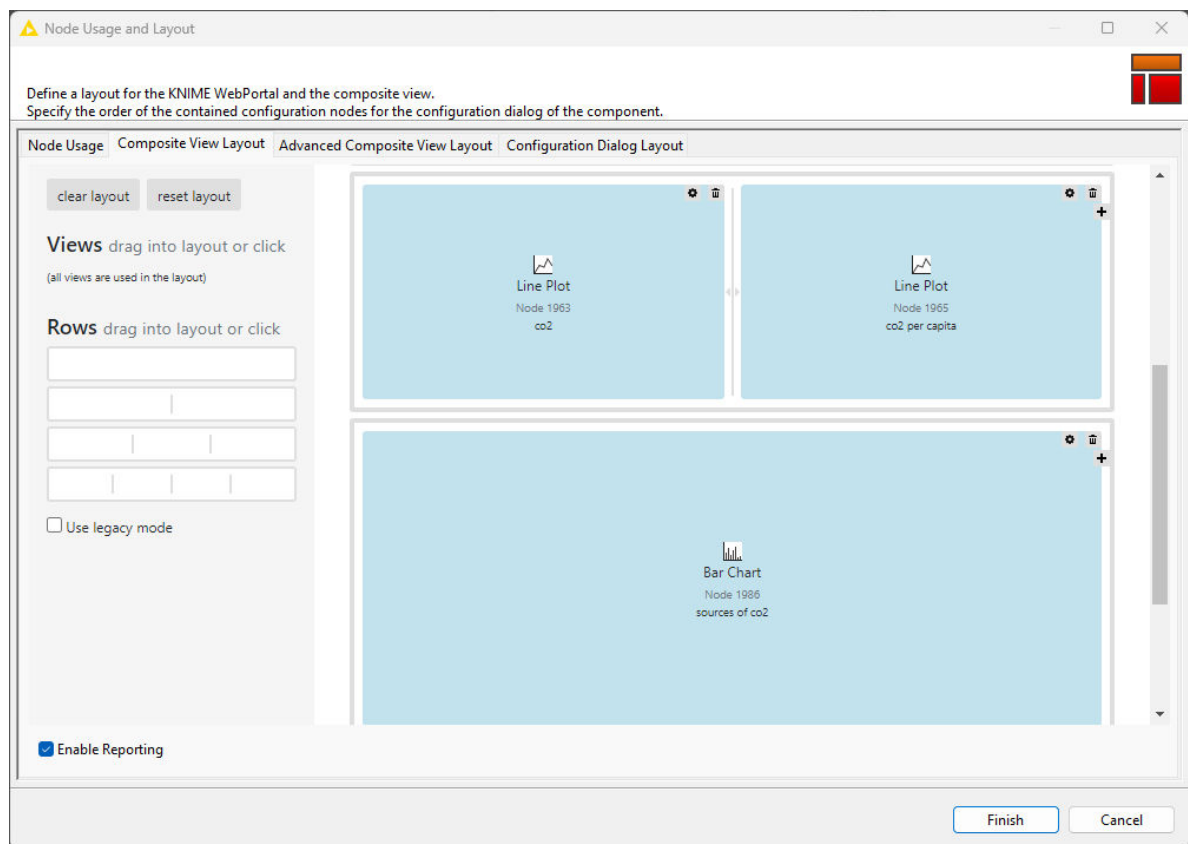 Node Usage and Layout
Define a layout for the KNIME WebPortal and the composite view.
Specify the order of the contained configuration nodes for the configuration dialog of the component.
Node Usage Composite View Layout Advanced Composite View Layout Configuration Dialog Layout
clear layout reset layout
Views drag into layout or click
(all views are used in the layout)
Rows drag into layout or click
Use legacy mode
Line Plot
Node 1963
co2
Line Plot
Node 1965
co2 per capita
Bar Chart
Node 1986
sources of co2
Enable Reporting
Finish Cancel